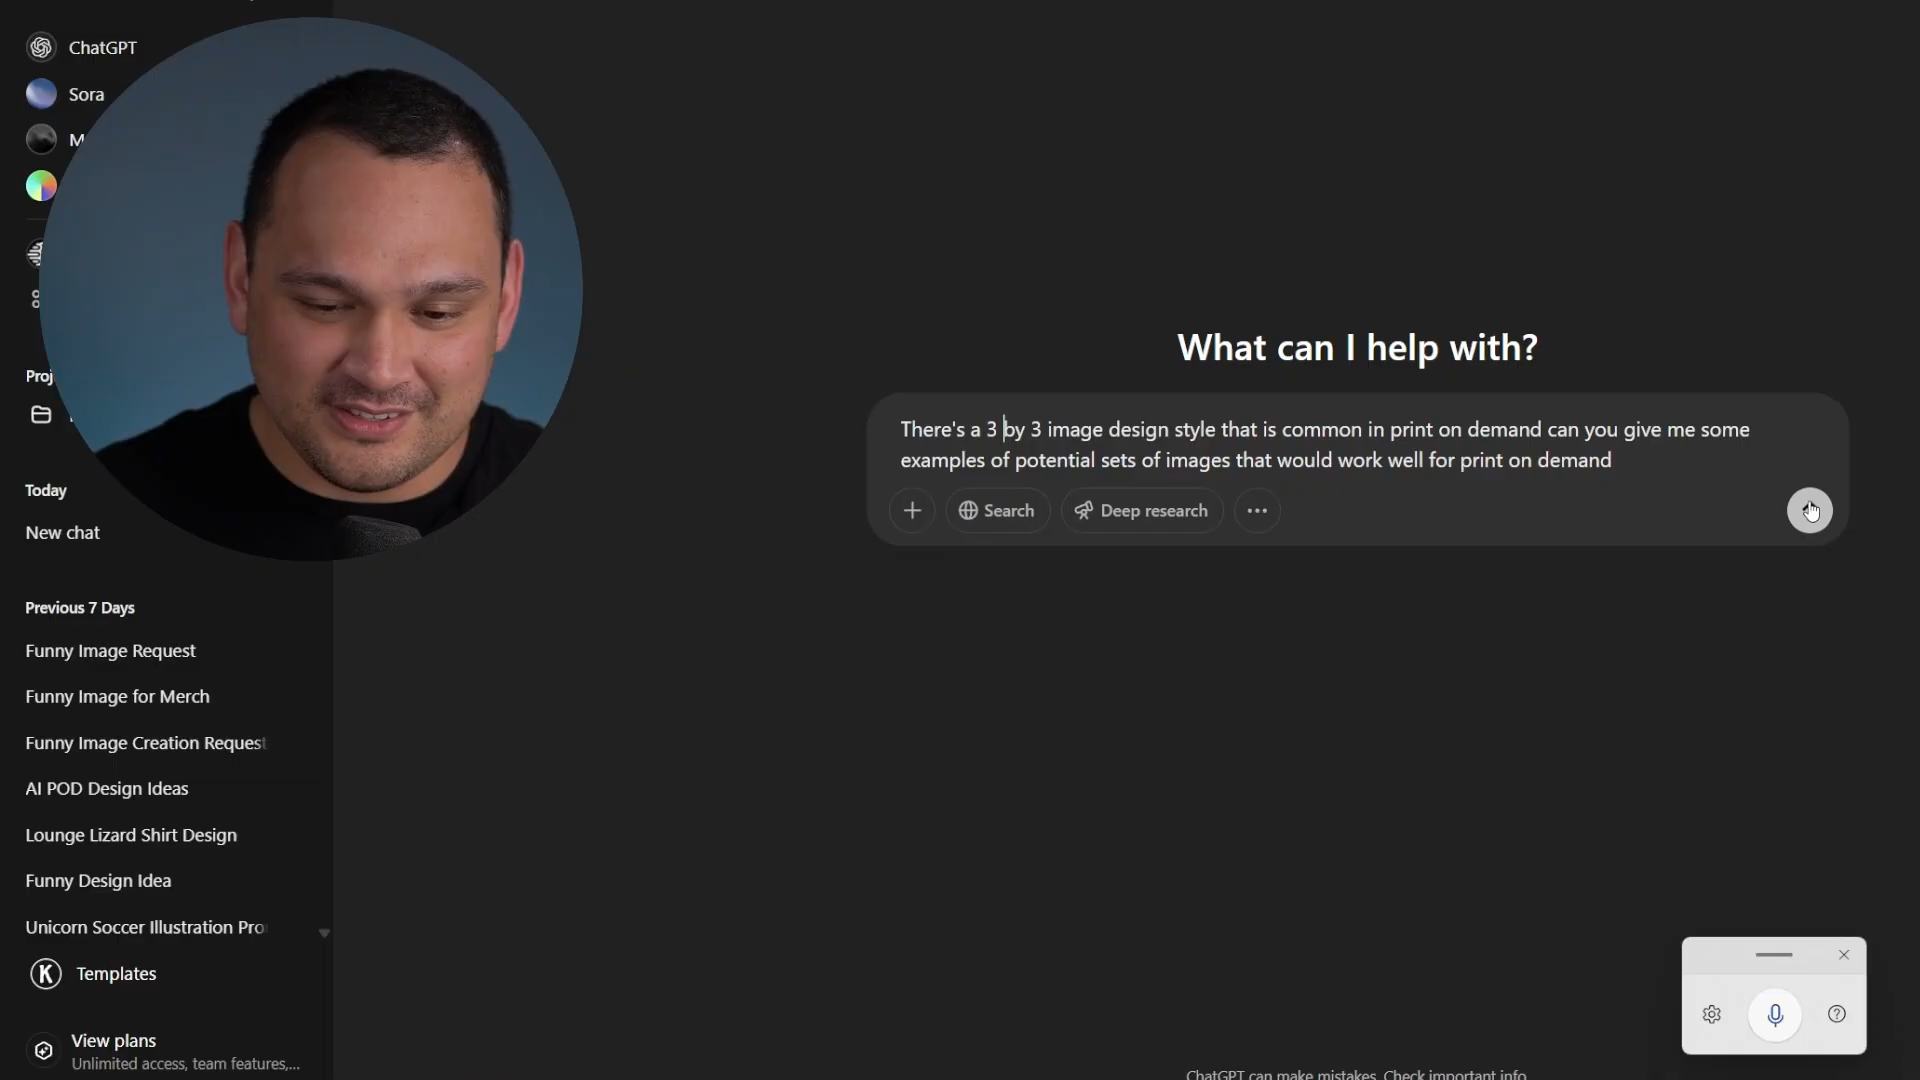 ChatGPT
Sora
M
Proj
Today
New chat
Previous 7 Days
Funny Image Request
Funny Image for Merch
Funny Image Creation Request
AI POD Design Ideas
Lounge Lizard Shirt Design
Funny Design Idea
Unicorn Soccer Illustration Pro
K Templates
View plans
Unlimited access, team features,...
What can I help with?
There's a 3 by 3 image design style that is common in print on demand can you give me some
examples of potential sets of images that would work well for print on demand
Search
Deep research
ChatGPT can make mistakes. Check important info.